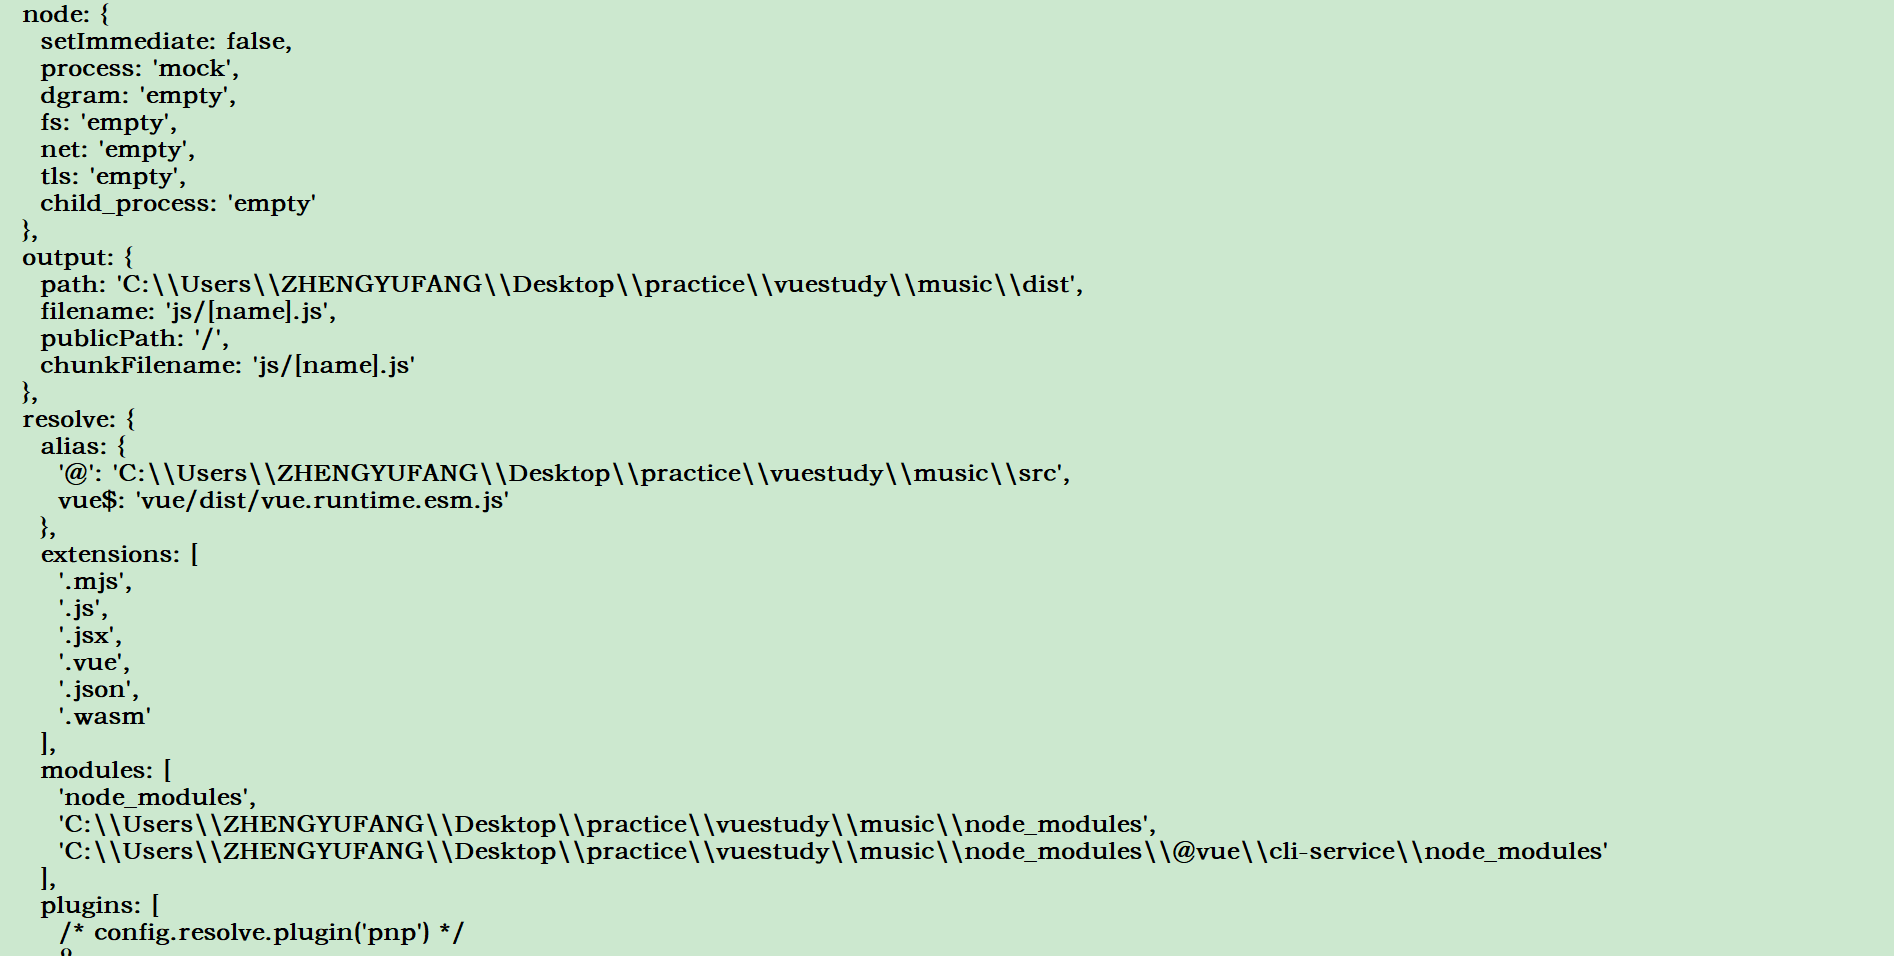 node: {
setImmediate: false,
process: 'mock',
dgram: 'empty',
fs: 'empty',
net: 'empty',
tls: 'empty',
child_process: 'empty'
},
output: {
path: 'C:\\Users\\ZHENGYUFANG\\Desktop\\practice\\vuestudy\\music\\dist',
filename: 'js/[name].js',
publicPath: '/',
chunkFilename: 'js/[name].js'
},
resolve: {
alias: {
'@': 'C:\\Users\\ZHENGYUFANG\\Desktop\\practice\\vuestudy\\music\\src',
vue$: 'vue/dist/vue.runtime.esm.js'
},
extensions: [
'.mjs',
'.js',
'.jsx',
'.vue',
'.json',
'.wasm'
],
modules: [
'node_modules',
'C:\\Users\\ZHENGYUFANG\\Desktop\\practice\\vuestudy\\music\\node_modules',
'C:\\Users\\ZHENGYUFANG\\Desktop\\practice\\vuestudy\\music\\node_modules\\@vue\\cli-service\\node_modules'
],
plugins: [
/* config.resolve.plugin('pnp') */